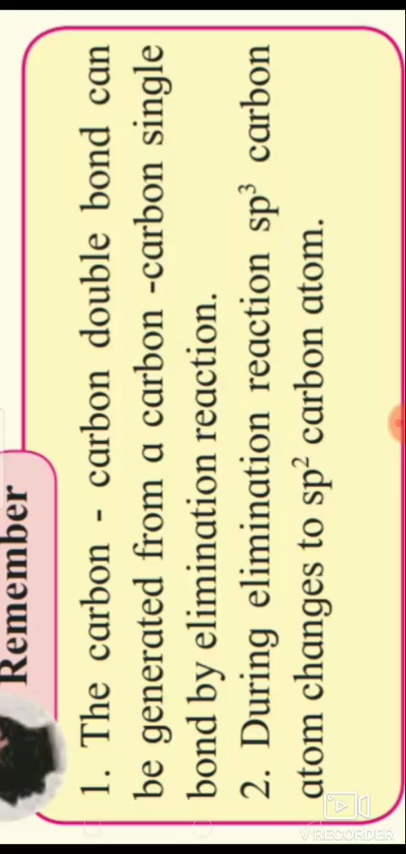 Remember
1. The carbon - carbon double bond can
be generated from a carbon -carbon single
bond by elimination reaction.
2. During elimination reaction sp³ carbon
atom changes to sp² carbon atom.
V RECORDER